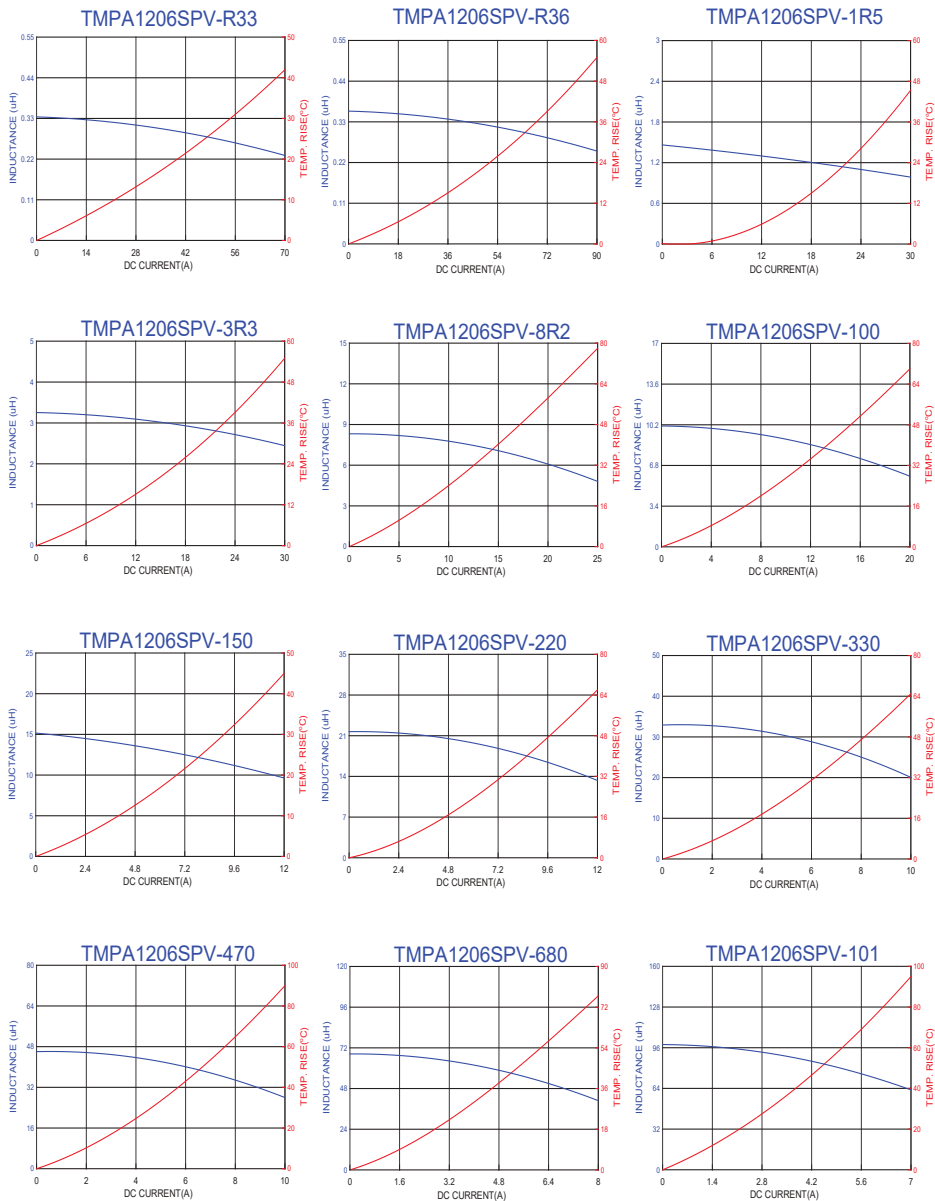 TMPA1206SPV-R33
INDUCTANCE (uH)
0.55
0.44
0.33
0.22
0.11
0
50
40
30
20
10
0
TEMP. RISE(°C)
0 14 28 42 56 70
DC CURRENT(A)
TMPA1206SPV-R36
INDUCTANCE (uH)
0.55
0.44
0.33
0.22
0.11
0
60
48
36
24
12
0
TEMP. RISE(°C)
0 18 36 54 72 90
DC CURRENT(A)
TMPA1206SPV-1R5
INDUCTANCE (uH)
3
2.4
1.8
1.2
0.6
0
60
48
36
24
12
0
TEMP. RISE(°C)
0 6 12 18 24 30
DC CURRENT(A)
TMPA1206SPV-3R3
INDUCTANCE (uH)
5
4
3
2
1
0
60
48
36
24
12
0
TEMP. RISE(°C)
0 6 12 18 24 30
DC CURRENT(A)
TMPA1206SPV-8R2
INDUCTANCE (uH)
15
12
9
6
3
0
80
64
48
32
16
0
TEMP. RISE(°C)
0 5 10 15 20 25
DC CURRENT(A)
TMPA1206SPV-100
INDUCTANCE (uH)
17
13.6
10.2
6.8
3.4
0
80
64
48
32
16
0
TEMP. RISE(°C)
0 4 8 12 16 20
DC CURRENT(A)
TMPA1206SPV-150
INDUCTANCE (uH)
25
20
15
10
5
0
50
40
30
20
10
0
TEMP. RISE(°C)
0 2.4 4.8 7.2 9.6 12
DC CURRENT(A)
TMPA1206SPV-220
INDUCTANCE (uH)
35
28
21
14
7
0
80
64
48
32
16
0
TEMP. RISE(°C)
0 2.4 4.8 7.2 9.6 12
DC CURRENT(A)
TMPA1206SPV-330
INDUCTANCE (uH)
50
40
30
20
10
0
80
64
48
32
16
0
TEMP. RISE(°C)
0 2 4 6 8 10
DC CURRENT(A)
TMPA1206SPV-470
INDUCTANCE (uH)
80
64
48
32
16
0
100
80
60
40
20
0
TEMP. RISE(°C)
0 2 4 6 8 10
DC CURRENT(A)
TMPA1206SPV-680
INDUCTANCE (uH)
120
96
72
48
24
0
90
72
54
36
18
0
TEMP. RISE(°C)
0 1.6 3.2 4.8 6.4 8
DC CURRENT(A)
TMPA1206SPV-101
INDUCTANCE (uH)
160
128
96
64
32
0
100
80
60
40
20
0
TEMP. RISE(°C)
0 1.4 2.8 4.2 5.6 7
DC CURRENT(A)